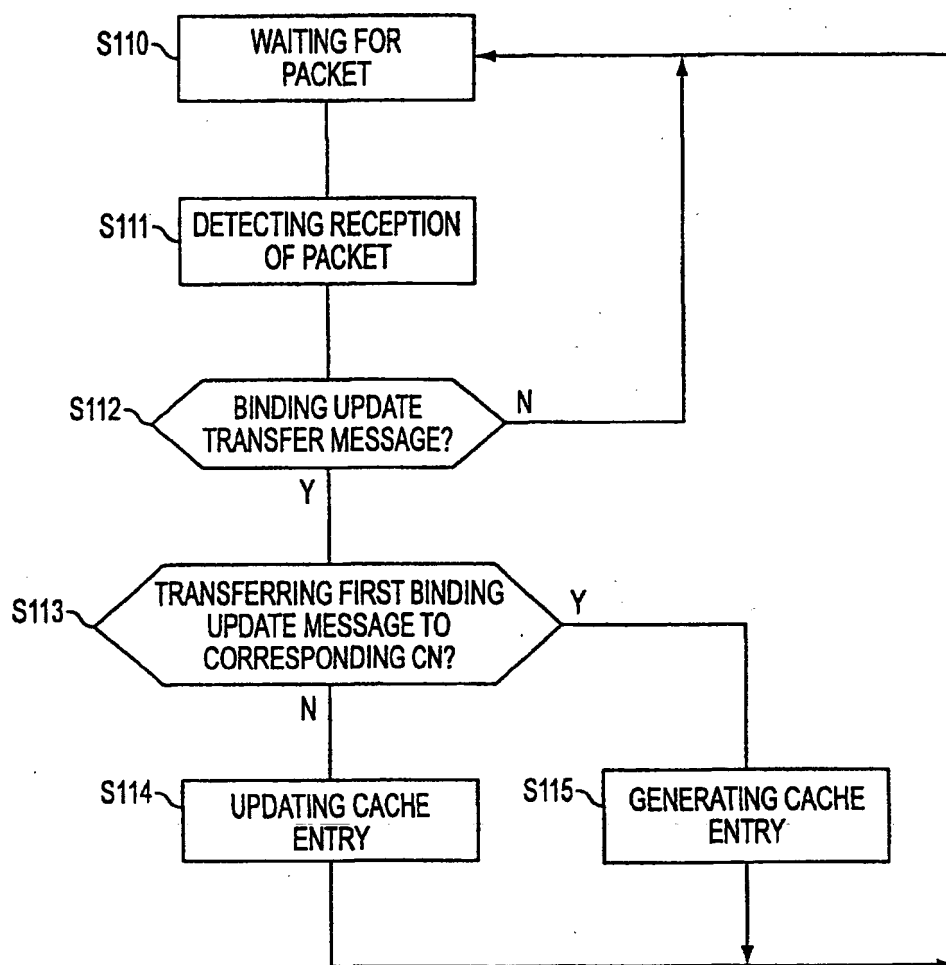 S110
WAITING FOR
PACKET
S111
DETECTING RECEPTION
OF PACKET
S112
BINDING UPDATE
TRANSFER MESSAGE?
N
Y
S113
TRANSFERRING FIRST BINDING
UPDATE MESSAGE TO
CORRESPONDING CN?
Y
N
S114
UPDATING CACHE
ENTRY
S115
GENERATING CACHE
ENTRY